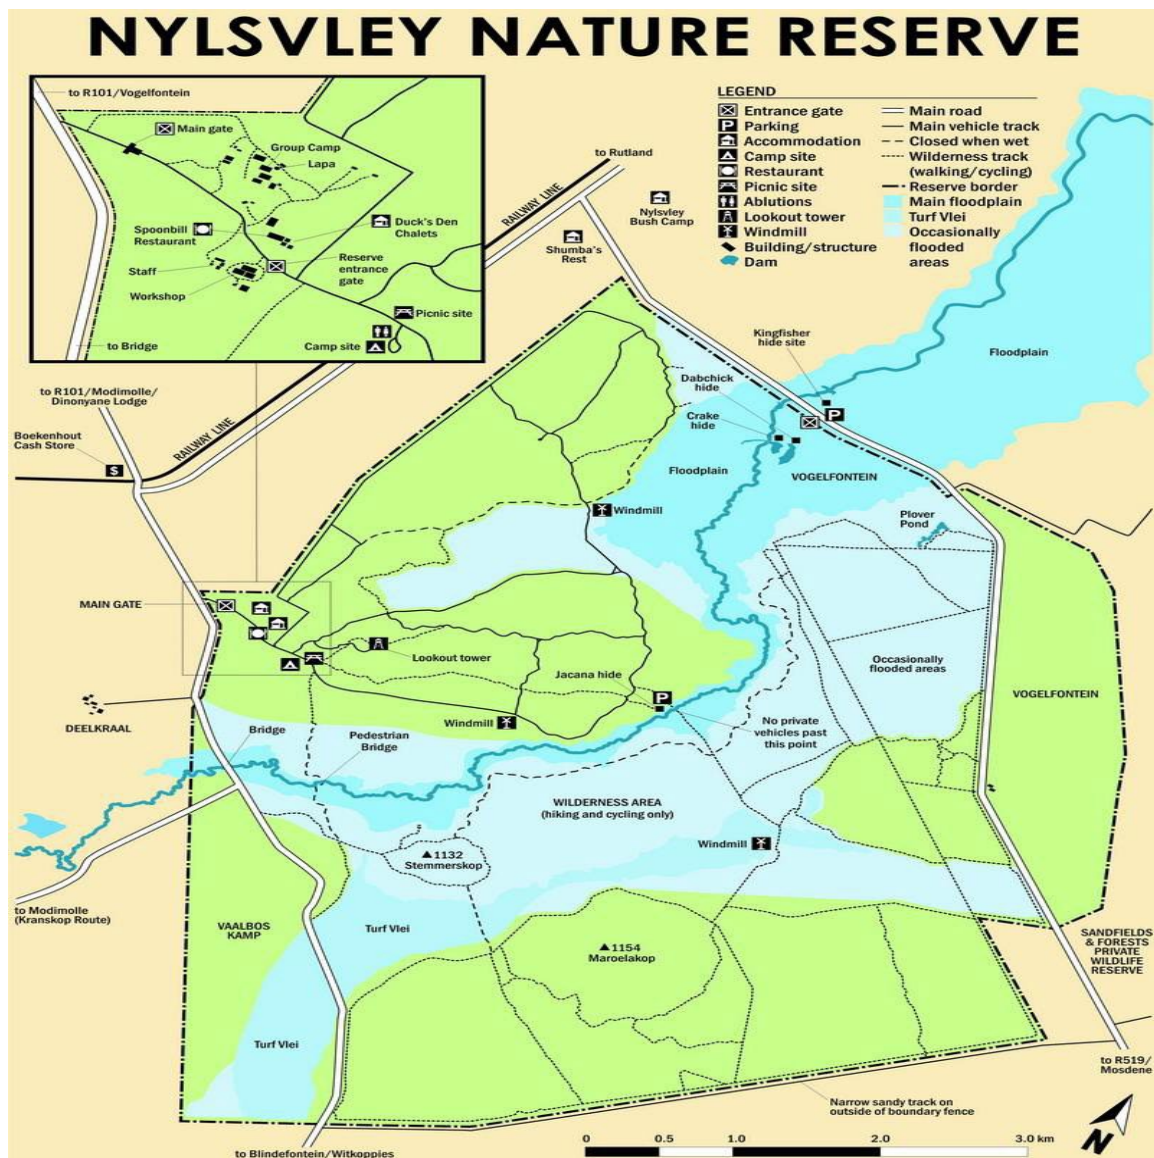 NYLSVLEY NATURE RESERVE
to R101/Vogelfontein
Main gate
Group Camp
Lapa
Spoonbill
Restaurant
Duck's Den
Chalets
Staff
Workshop
Reserve
entrance
gate
Picnic site
Camp site
to Bridge
LEGEND
Entrance gate
P Parking
Accommodation
Camp site
Restaurant
Picnic site
Ablutions
Lookout tower
Windmill
Building/structure
Dam
Main road
Main vehicle track
Closed when wet
Wilderness track
(walking/cycling)
Reserve border
Main floodplain
Turf Vlei
Occasionally
flooded
areas
to Rutland
RAILWAY LINE
Nylsvley
Bush Camp
Shumba's
Rest
Kingfisher
hide site
Floodplain
to R101/Modimolle/
Dinonyane Lodge
RAILWAY LINE
Boekenhout
Cash Store
$
Dabchick
hide
Crake
hide
P
Floodplain
VOGELFONTEIN
Windmill
Plover
Pond
MAIN GATE
Lookout tower
Jacana hide
P
Occasionally
flooded areas
VOGELFONTEIN
DEELKRAAL
Bridge
Pedestrian
Bridge
Windmill
No private
vehicles past
this point
WILDERNESS AREA
(hiking and cycling only)
Windmill
1132
Stemmerskop
to Modimolle
(Kranskop Route)
VAALBOS
KAMP
Turf Vlei
1154
Maroelakop
SANDFIELDS
& FORESTS
PRIVATE
WILDLIFE
RESERVE
Turf Vlei
to R519/
Mosdene
Narrow sandy track on
outside of boundary fence
N
0 0.5 1.0 2.0 3.0 km
to Blindefontein/Witkoppies